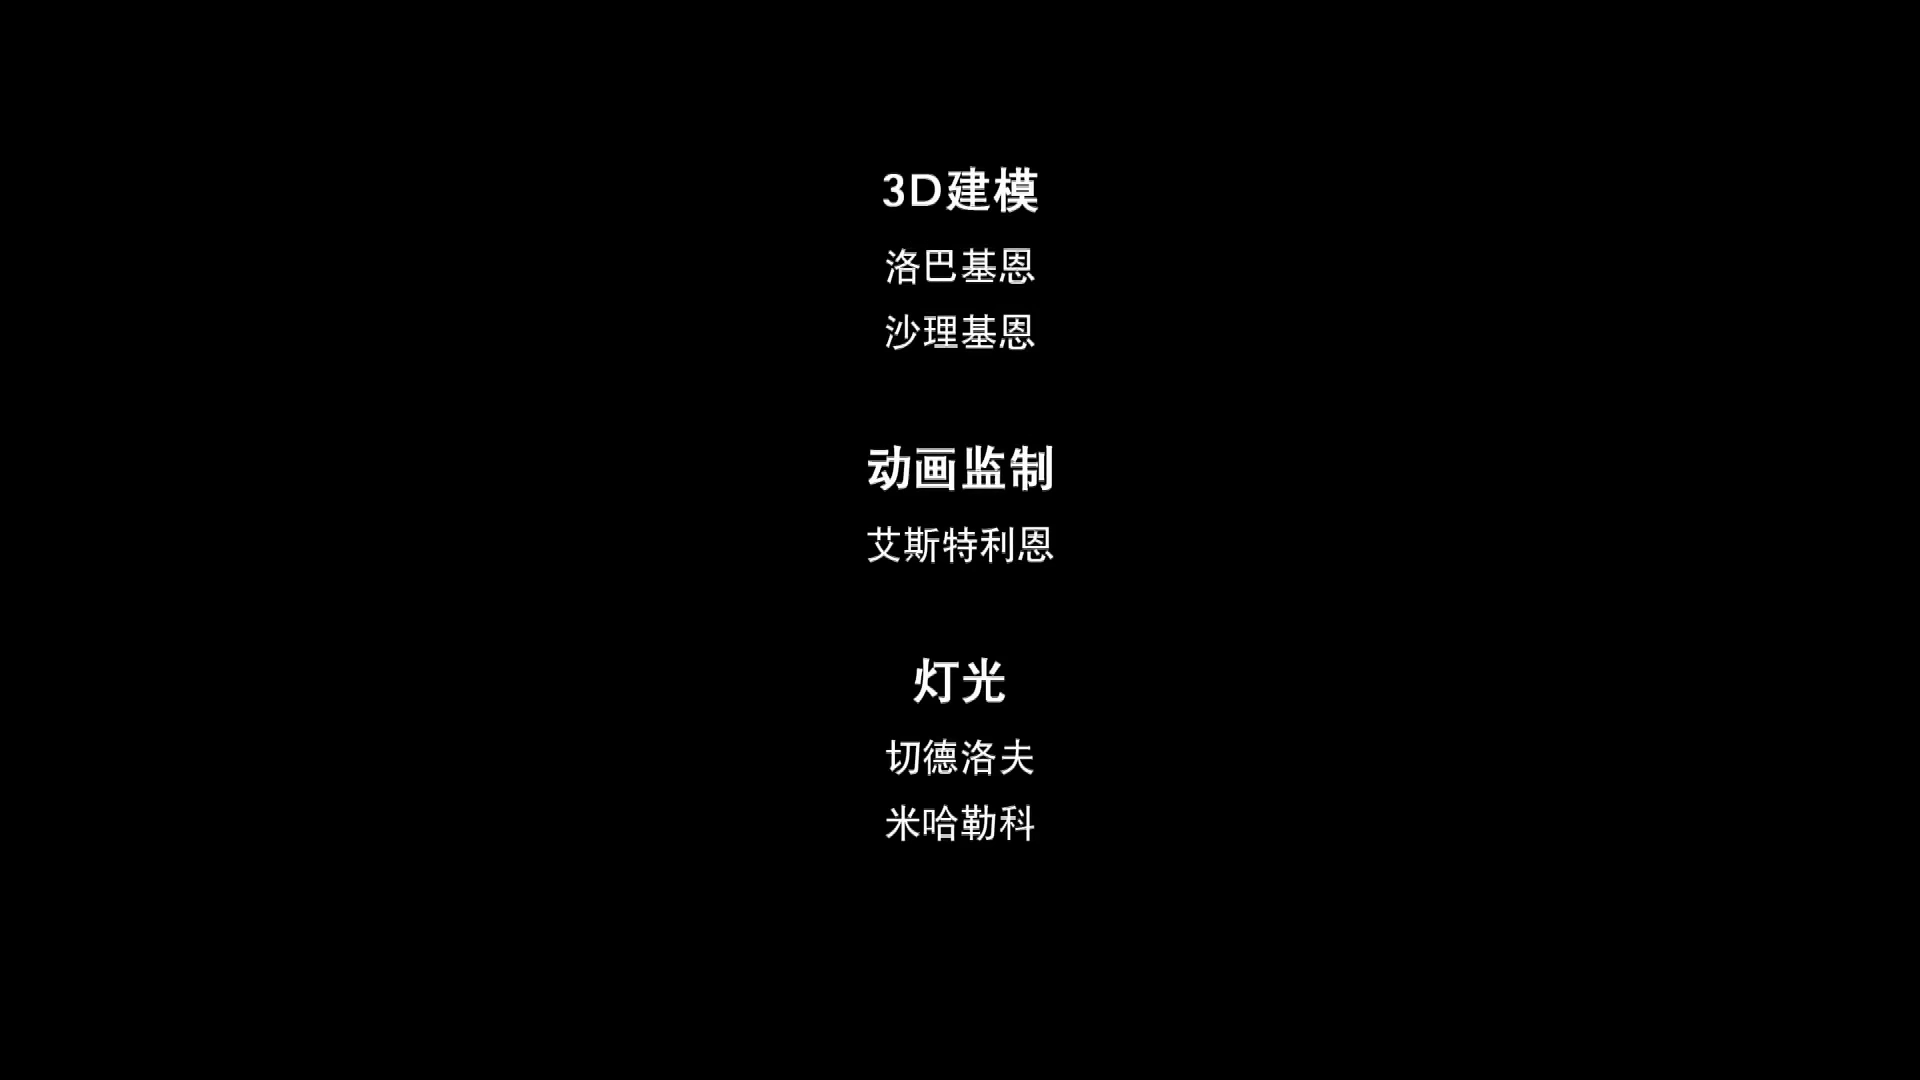 3D建模
洛巴基恩
沙理基恩
动画监制
艾斯特利恩
灯光
切德洛夫
米哈勒科